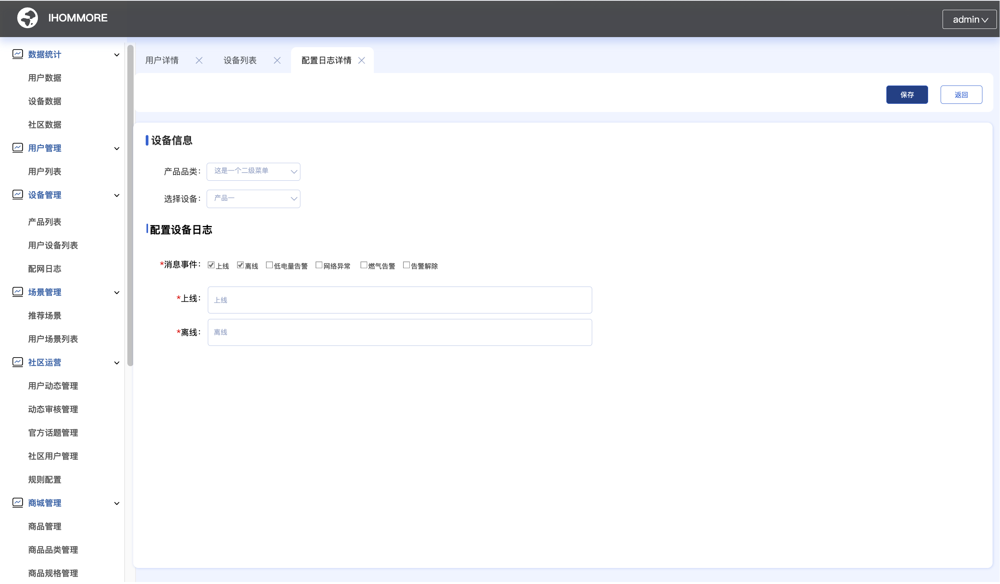 IHOMMORE
admin
数据统计
用户数据
设备数据
社区数据
用户管理
用户列表
设备管理
产品列表
用户设备列表
配网日志
场景管理
推荐场景
用户场景列表
社区运营
用户动态管理
动态审核管理
官方话题管理
社区用户管理
规则配置
商城管理
商品管理
商品品类管理
商品规格管理
用户详情 设备列表 配置日志详情
保存 返回
设备信息
产品品类： 这是一个二级菜单
选择设备： 产品一
配置设备日志
*消息事件： 上线 离线 低电量告警 网络异常 燃气告警 告警解除
*上线： 上线
*离线： 离线